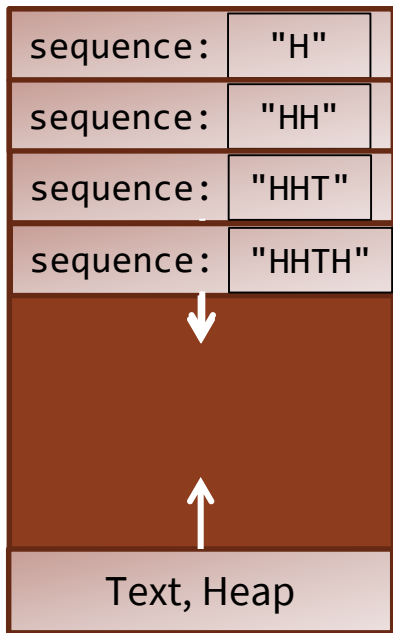 sequence: "H"
sequence: "HH"
sequence: "HHT"
sequence: "HHTH"
Text, Heap